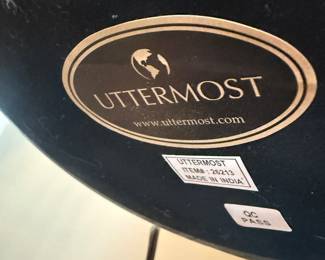 UTTERMOST
www.uttermost.com
UTTERMOST
ITEM#: 26213
MADE IN INDIA
QC
PASS